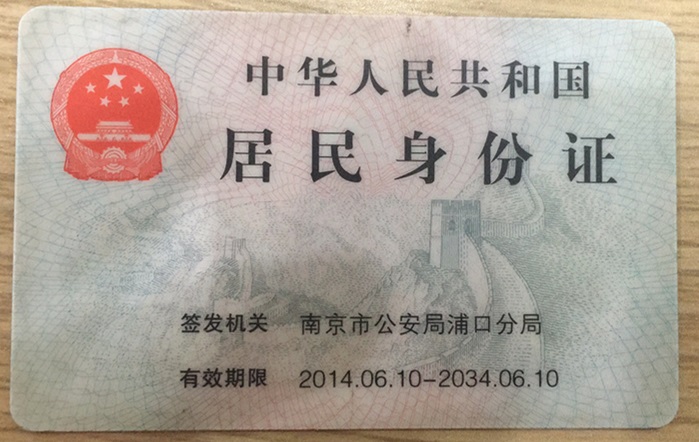 中华人民共和国
居民身份证
签发机关 南京市公安局浦口分局
有效期限 2014.06.10-2034.06.10